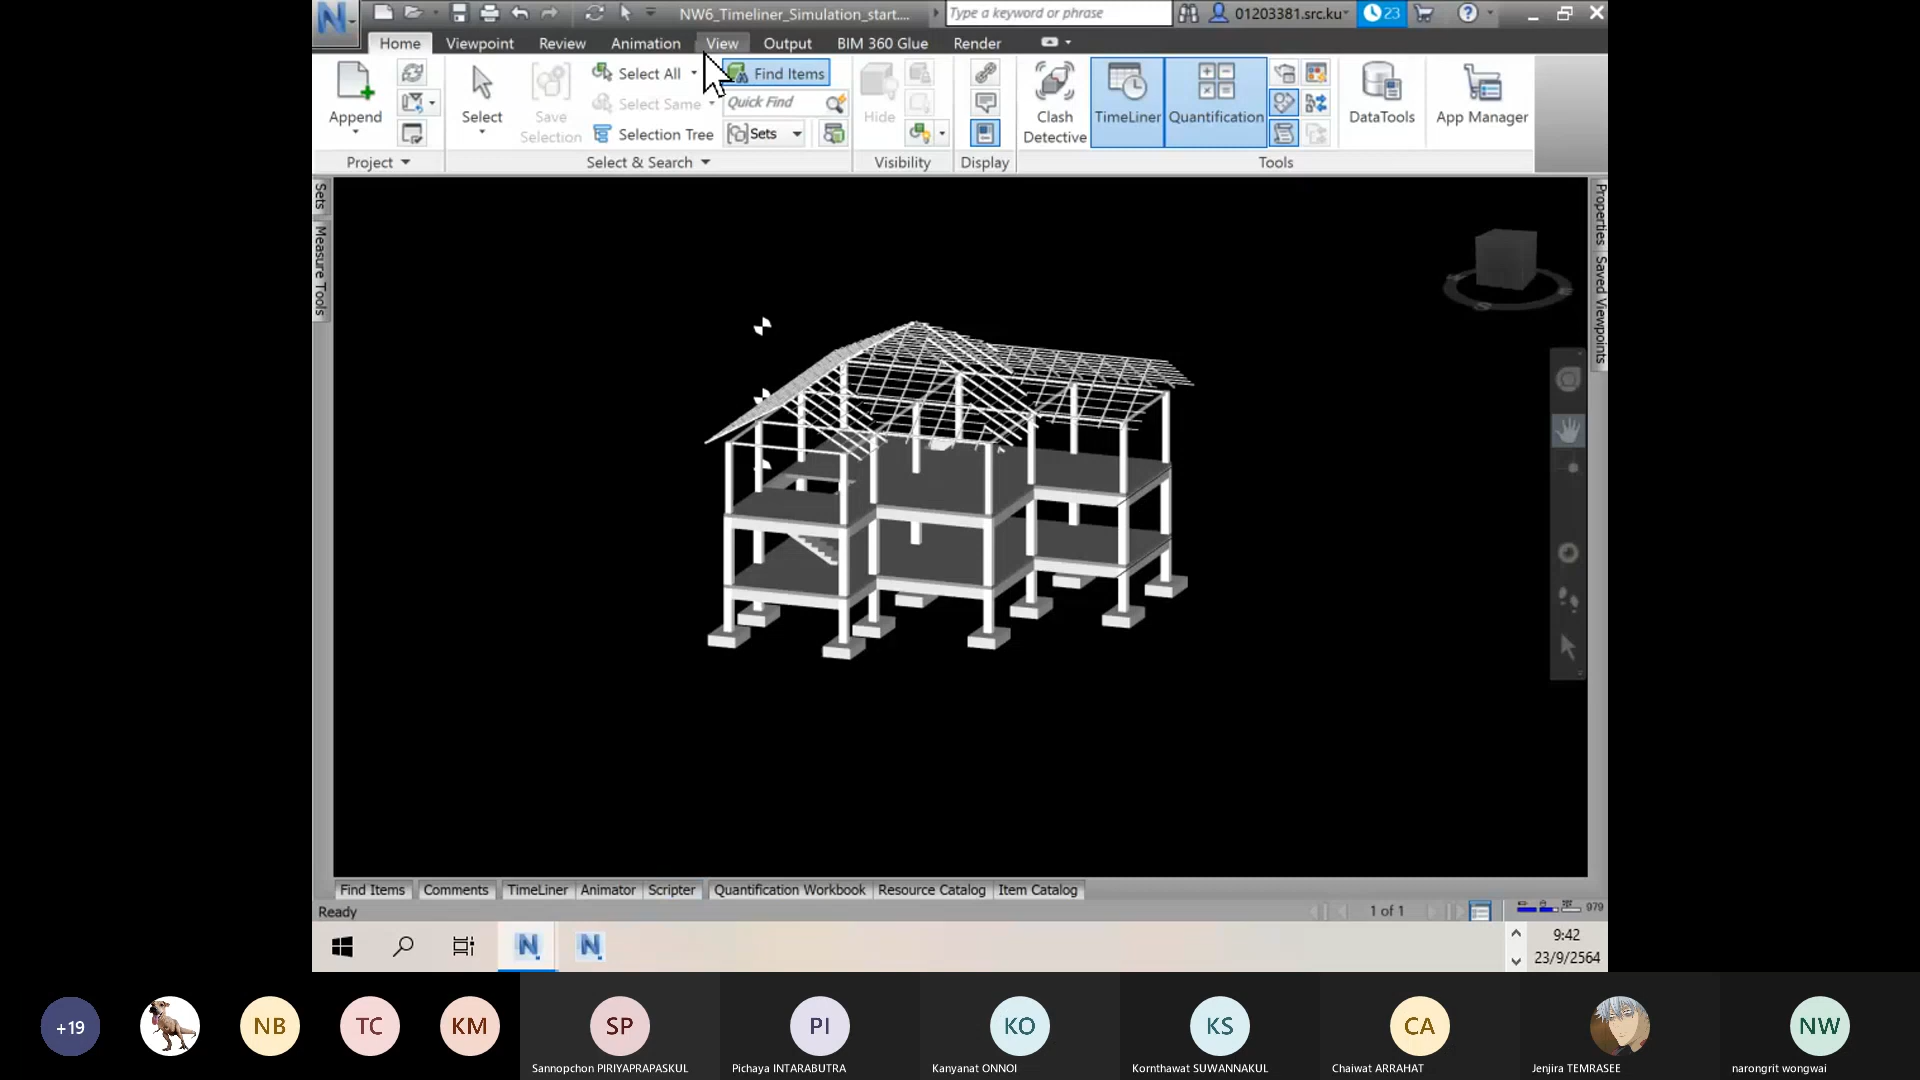 NW6_Timeliner_Simulation_start....
Type a keyword or phrase
01203381.src.ku
23
Home
Viewpoint
Review
Animation
View
Output
BIM 360 Glue
Render
Append
Project
Select
Save
Selection
Select All
Select Same
Selection Tree
Find Items
Quick Find
Sets
Select & Search
Hide
Visibility
Display
Clash
Detective
TimeLiner
Quantification
DataTools
App Manager
Tools
Sets
Measure Tools
Properties
Saved Viewpoints
S
Find Items
Comments
TimeLiner
Animator
Scripter
Quantification Workbook
Resource Catalog
Item Catalog
Ready
1 of 1
979
9:42
23/9/2564
+19
NB
TC
KM
SP
PI
KO
KS
CA
NW
Sannopchon PIRIYAPRAPASKUL
Pichaya INTARABUTRA
Kanyanat ONNOI
Kornthawat SUWANNAKUL
Chaiwat ARRAHAT
Jenjira TEMRASEE
narongrit wongwai